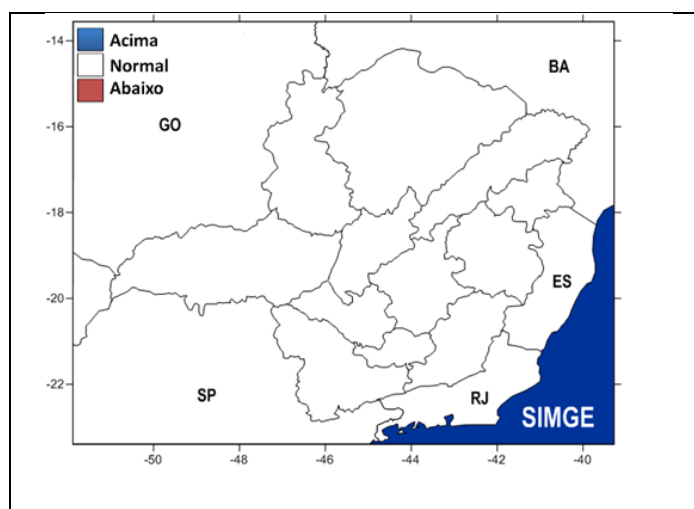 Acima
Normal
Abaixo
BA
GO
ES
SP
RJ
SIMGE
-14
-16
-18
-20
-22
-50
-48
-46
-44
-42
-40